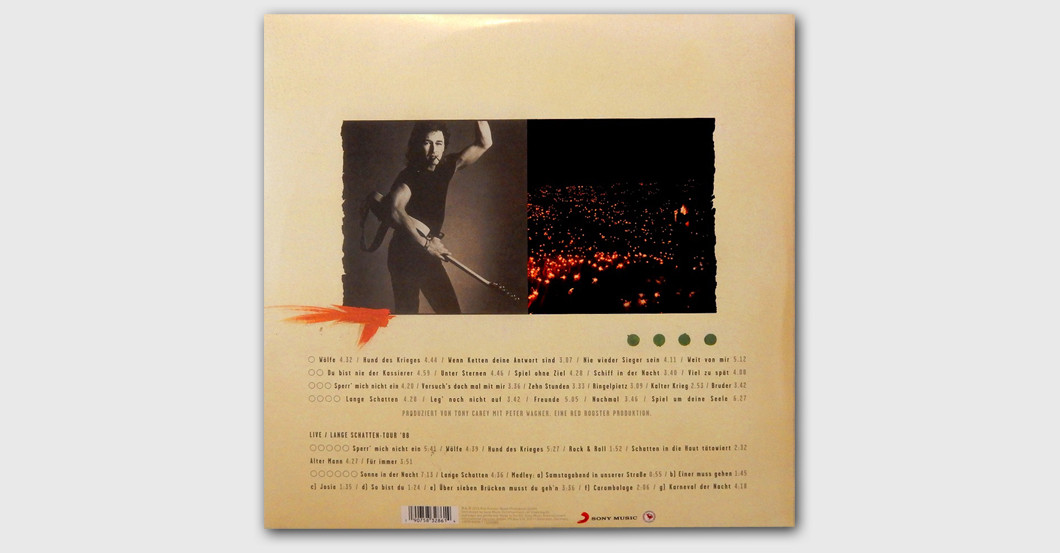 Wölfe 4.32 / Hund des Krieges 4.44 / Wenn Ketten deine Antwort sind 3.07 / Nie wieder Singer sein 4.11 / Weit von mir 5.12
Du bist nie der Kassierer 4.59 / Unter Sternen 4.46 / Spiel ohne Ziel 4.28 / Schiff in der Nacht 3.40 / Viel zu spät 4.00
Sperr' mich nicht ein 4.20 / Versuch's doch mal mit mir 3.36 / Zehn Stunden 3.33 / Ringelpietz 3.09 / Kalter Krieg 2.53 / Bruder 3.42
Lange Schatten 4.28 / Leg' noch nicht auf 3.42 / Freunde 5.05 / Nochmal 3.46 / Spiel um deine Seele 6.27
PRODUZIERT VON TONY CAREY MIT PETER WAGNER. EINE RED ROOSTER PRODUKTION.
LIVE / LANGE SCHATTEN-TOUR '88
Sperr' mich nicht ein 5:41 / Wölfe 4:39 / Hund des Krieges 5:27 / Rock & Roll 1:52 / Schatten in die Haut tätowiert 2:32
Alter Mann 4:27 / Für immer 3:51
Sonne in der Nacht 7:13 / Lange Schatten 4:36 / Medley: a) Samstagabend in unserer Straße 0:55 / b) Einer muss gehen 1:49
c) Josie 1:35 / d) So bist du 1:24 / e) Über sieben Brücken musst du geh'n 3:36 / f) Carambolage 2:06 / g) Karneval der Nacht 4:18
SONY MUSIC